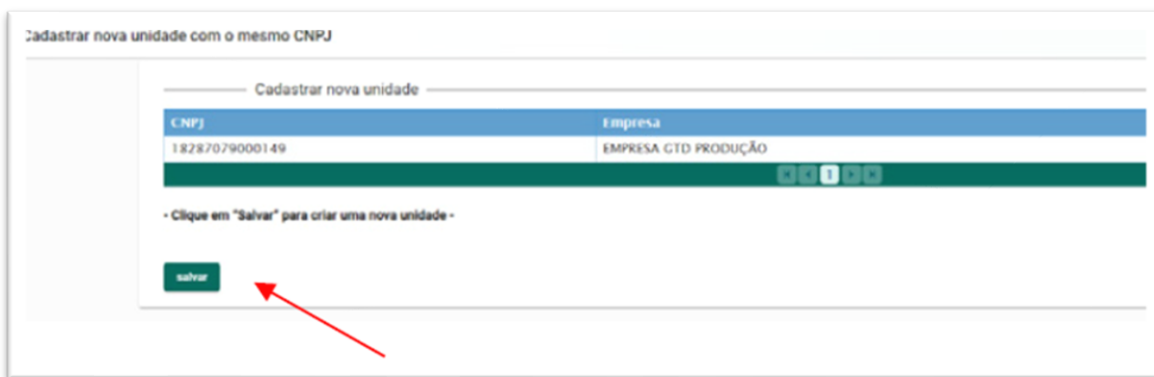 Cadastrar nova unidade com o mesmo CNPJ
Cadastrar nova unidade
CNPJ Empresa
18287079000149 EMPRESA GTD PRODUÇÃO
1
- Clique em "Salvar" para criar uma nova unidade -
salvar